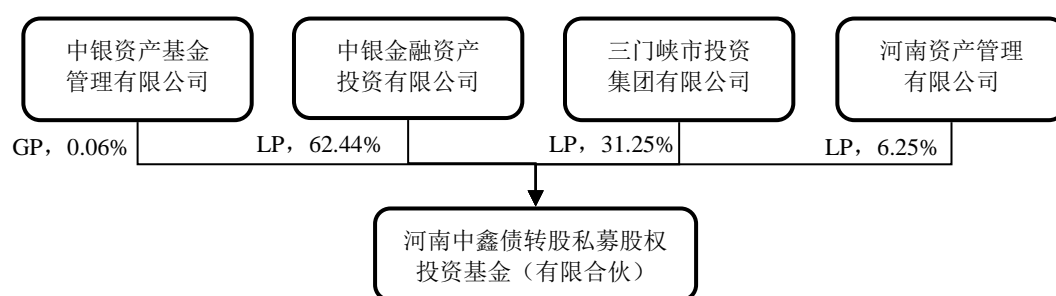 中银资产基金
管理有限公司
中银金融资产
投资有限公司
三门峡市投资
集团有限公司
河南资产管理
有限公司
GP，0.06%
LP，62.44%
LP，31.25%
LP，6.25%
河南中鑫债转股私募股权
投资基金（有限合伙）